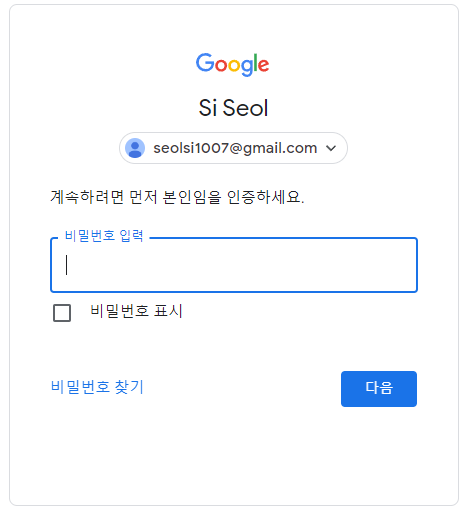 Google
Si Seol
seolsi1007@gmail.com
계속하려면 먼저 본인임을 인증하세요.
비밀번호 입력
비밀번호 표시
비밀번호 찾기
다음